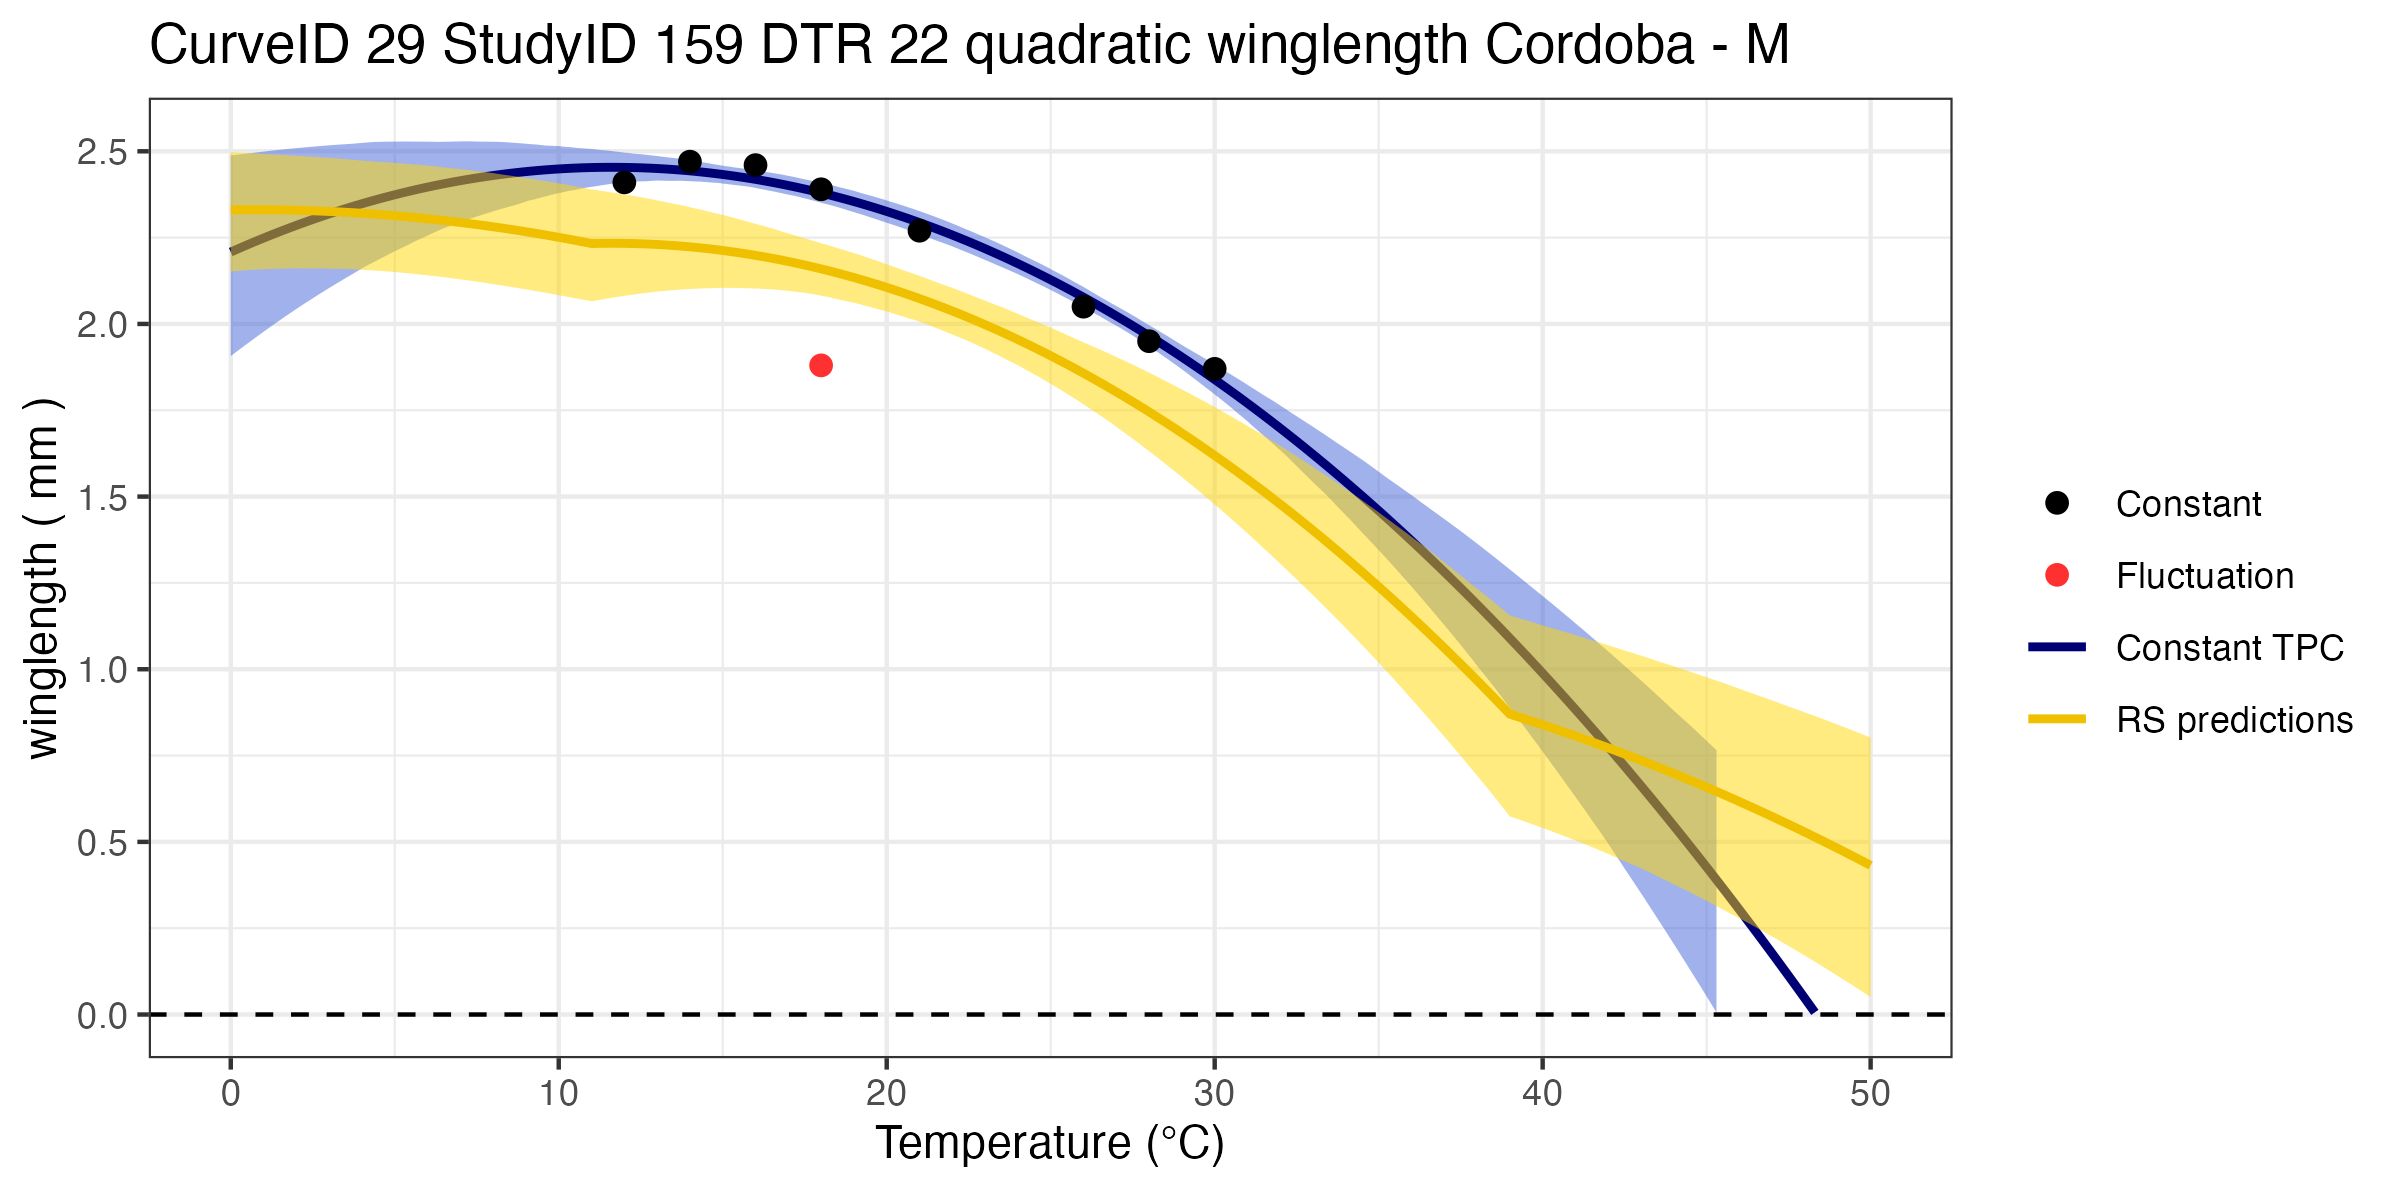 CurveID 29 StudyID 159 DTR 22 quadratic winglength Cordoba - M
winglength ( mm )
2.5
2.0
1.5
1.0
0.5
0.0
0 10 20 30 40 50
Temperature (°C)
Constant
Fluctuation
Constant TPC
RS predictions